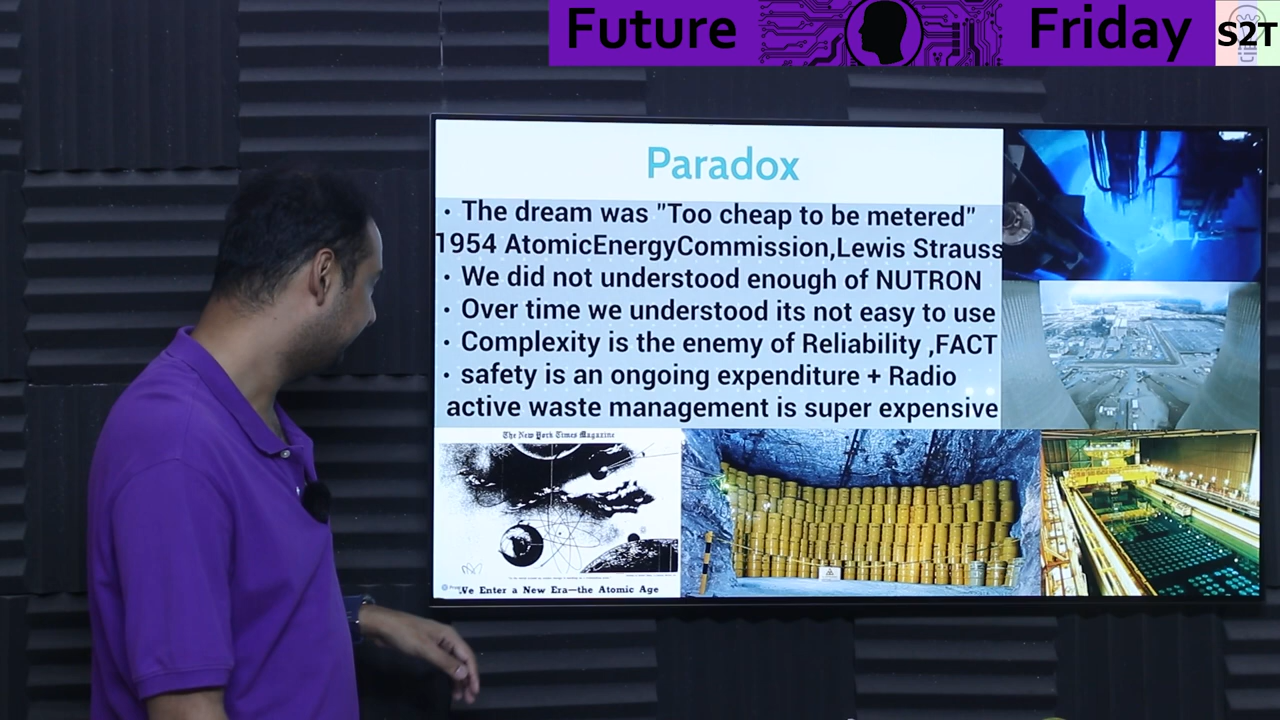 Future Friday S2T
Paradox
• The dream was "Too cheap to be metered"
1954 AtomicEnergyCommission,Lewis Strauss
• We did not understood enough of NUTRON
• Over time we understood its not easy to use
• Complexity is the enemy of Reliability ,FACT
• safety is an ongoing expenditure + Radio
active waste management is super expensive
The New York Times Magazine
We Enter a New Era—the Atomic Age